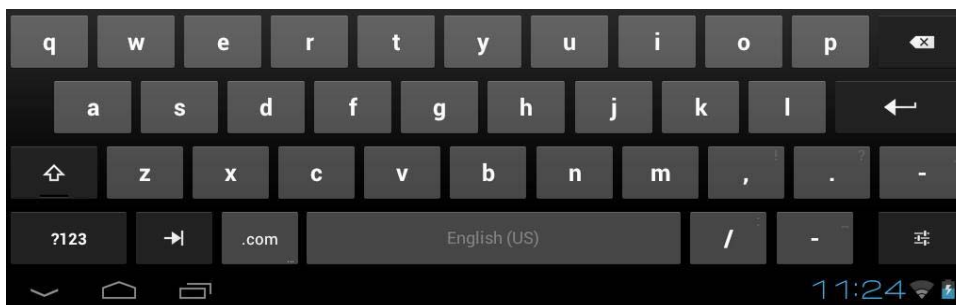 q w e r t y u i o p
a s d f g h j k l
z x c v b n m , ! . ? -
?123 .com ... English (US) / : - _
11:24